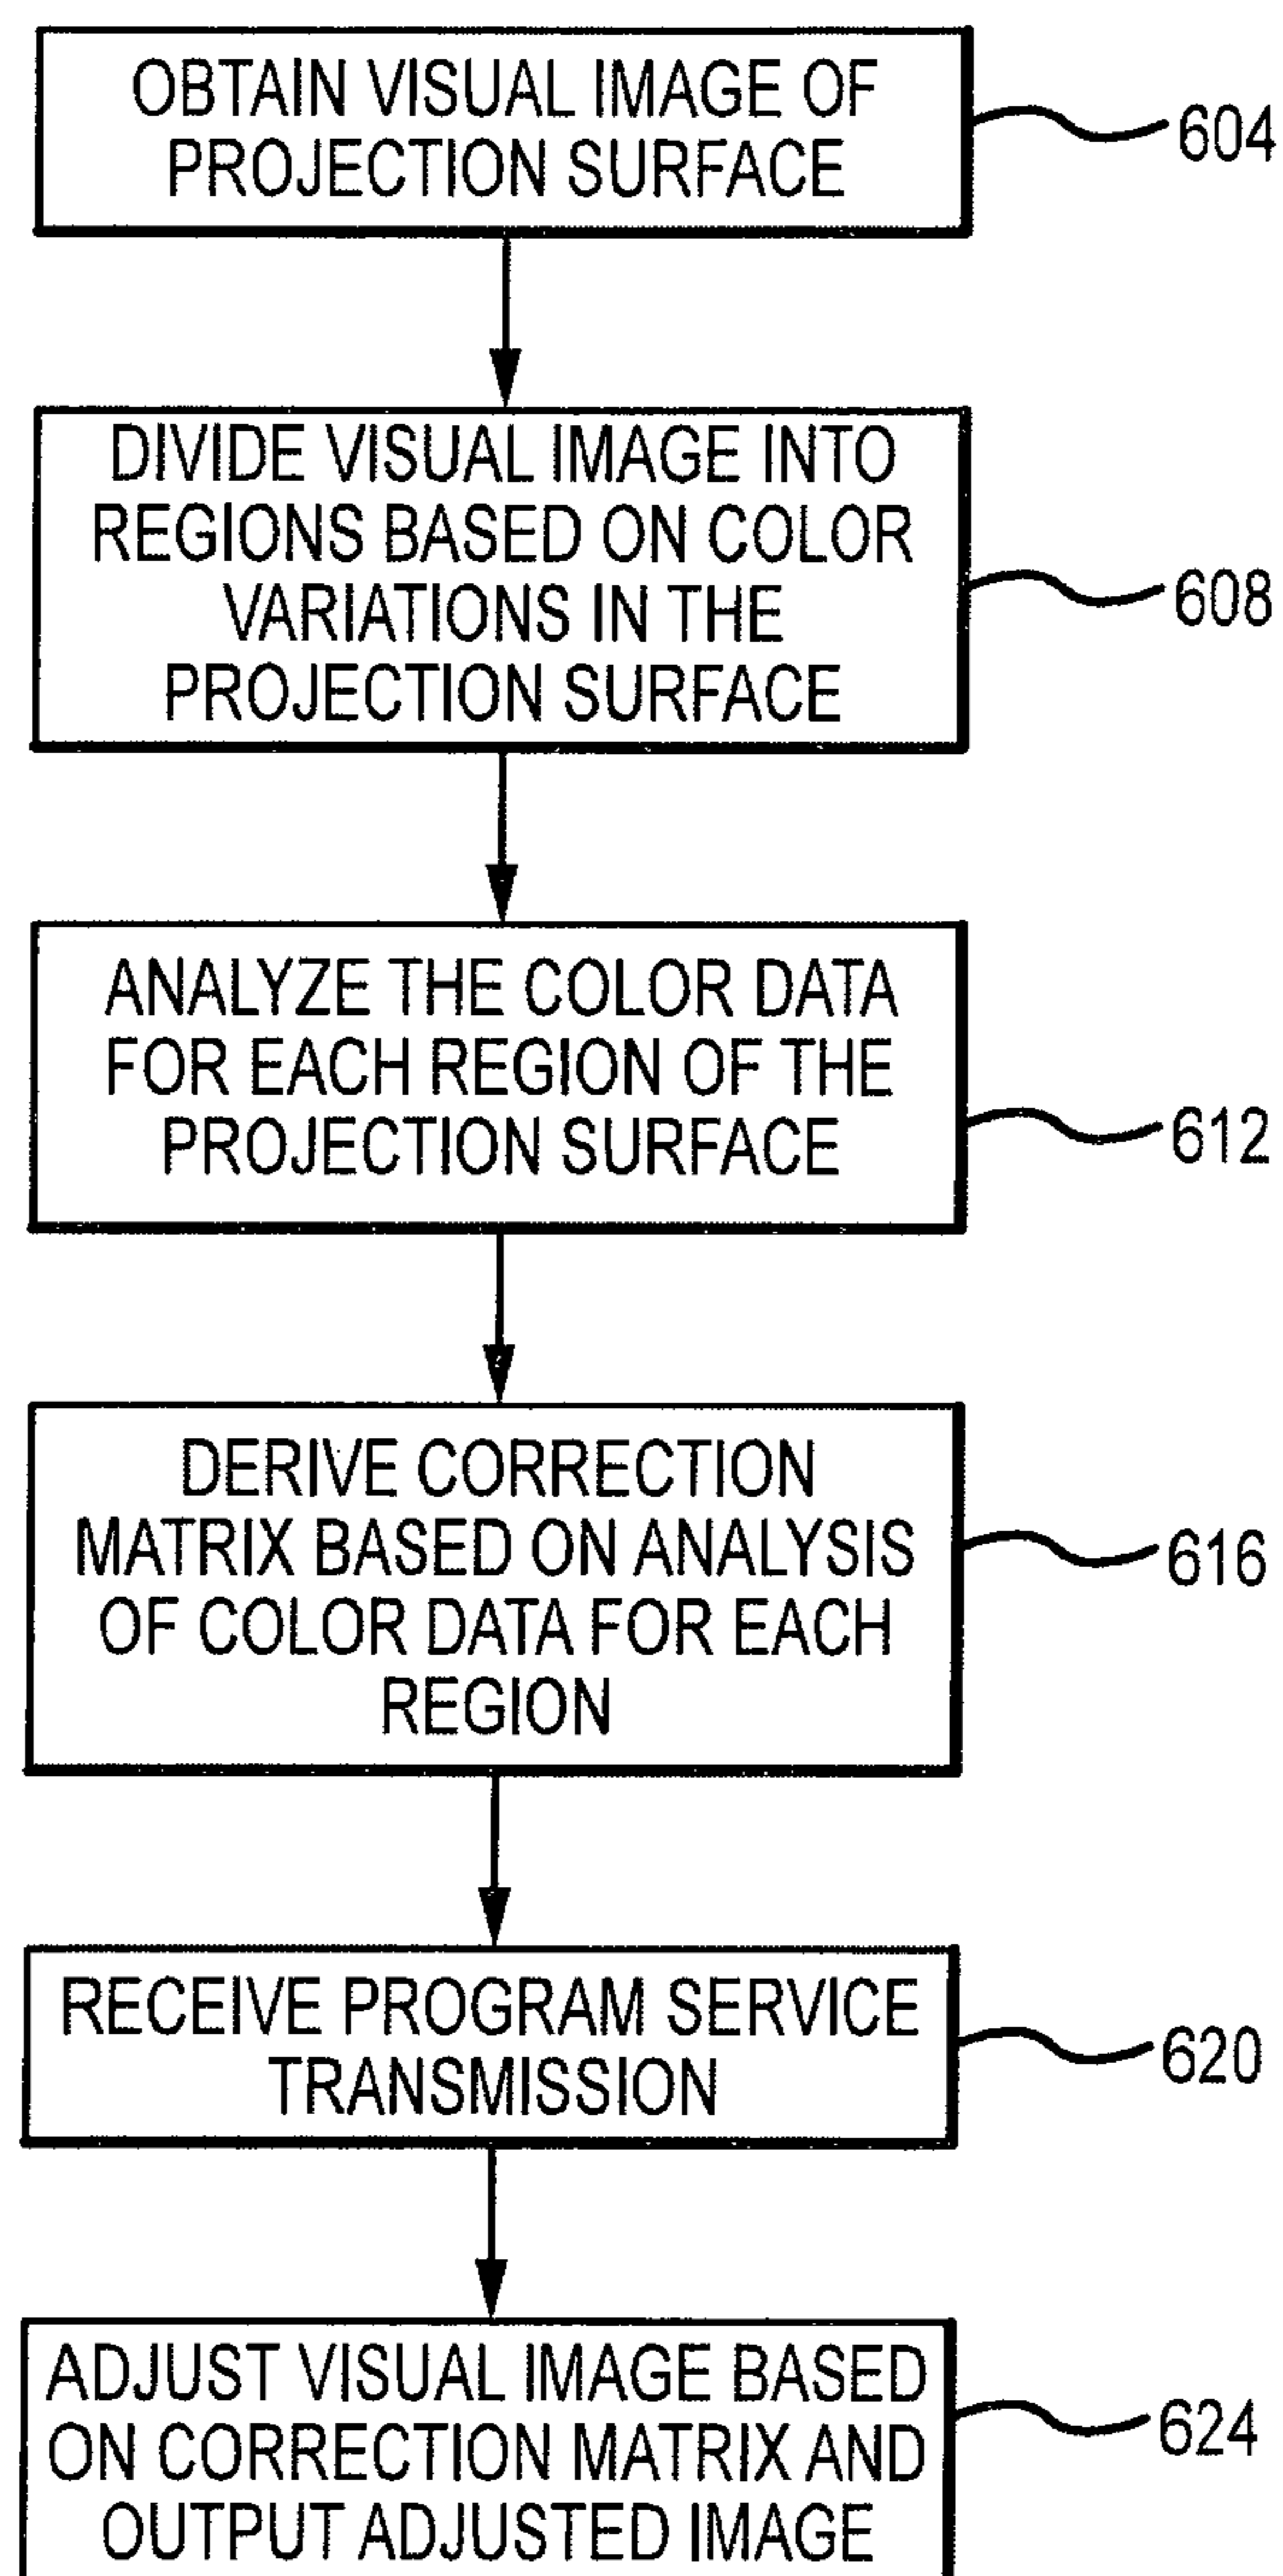 OBTAIN VISUAL IMAGE OF
PROJECTION SURFACE
604
DIVIDE VISUAL IMAGE INTO
REGIONS BASED ON COLOR
VARIATIONS IN THE
PROJECTION SURFACE
608
ANALYZE THE COLOR DATA
FOR EACH REGION OF THE
PROJECTION SURFACE
612
DERIVE CORRECTION
MATRIX BASED ON ANALYSIS
OF COLOR DATA FOR EACH
REGION
616
RECEIVE PROGRAM SERVICE
TRANSMISSION
620
ADJUST VISUAL IMAGE BASED
ON CORRECTION MATRIX AND
OUTPUT ADJUSTED IMAGE
624